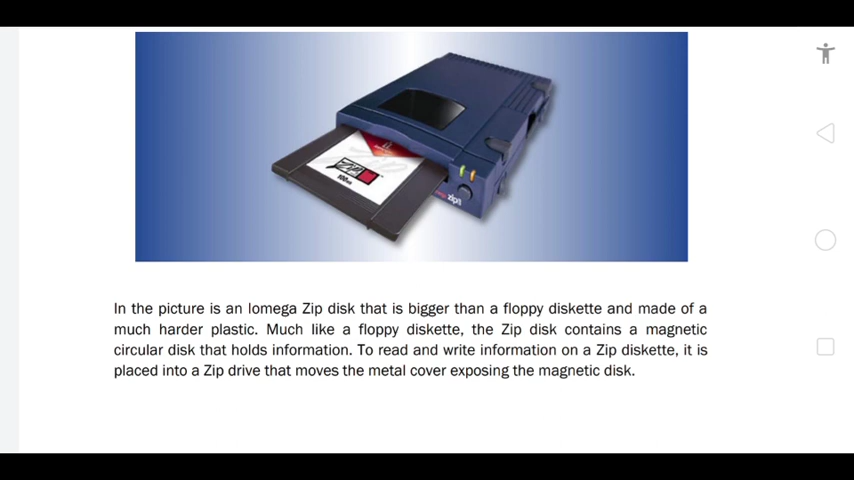 Zip
100MB
zip
In the picture is an Iomega Zip disk that is bigger than a floppy diskette and made of a
much harder plastic. Much like a floppy diskette, the Zip disk contains a magnetic
circular disk that holds information. To read and write information on a Zip diskette, it is
placed into a Zip drive that moves the metal cover exposing the magnetic disk.